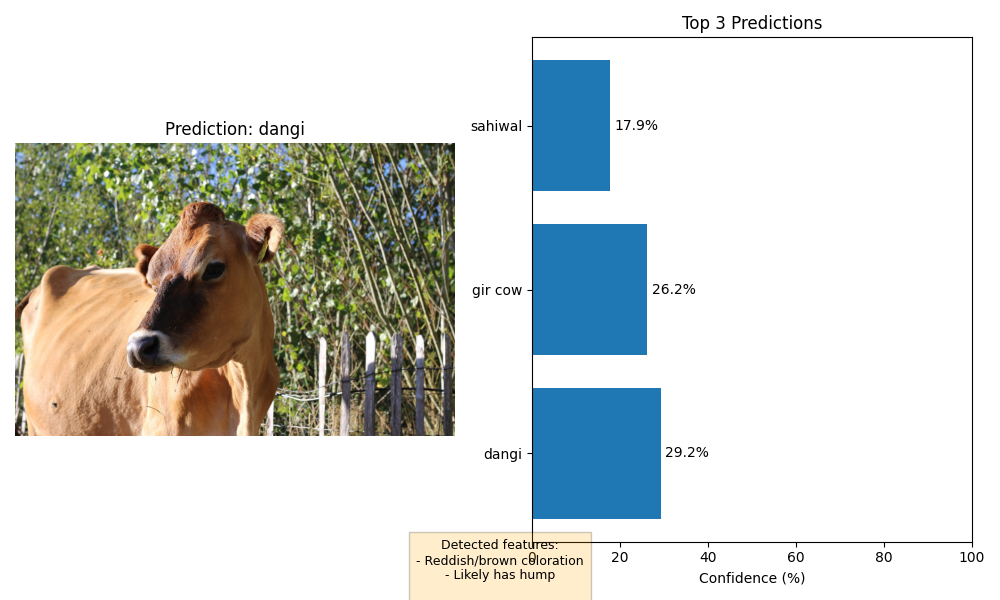 Prediction: dangi
Top 3 Predictions
sahiwal
17.9%
gir cow
26.2%
dangi
29.2%
0 20 40 60 80 100
Confidence (%)
Detected features:
- Reddish/brown coloration
- Likely has hump